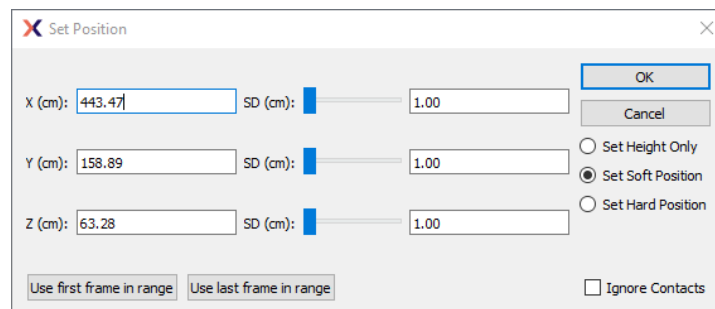 Set Position
OK
X (cm): 443.47 SD (cm): 1.00
Cancel
Set Height Only
Y (cm): 158.89 SD (cm): 1.00
Set Soft Position
Set Hard Position
Z (cm): 63.28 SD (cm): 1.00
Use first frame in range Use last frame in range Ignore Contacts